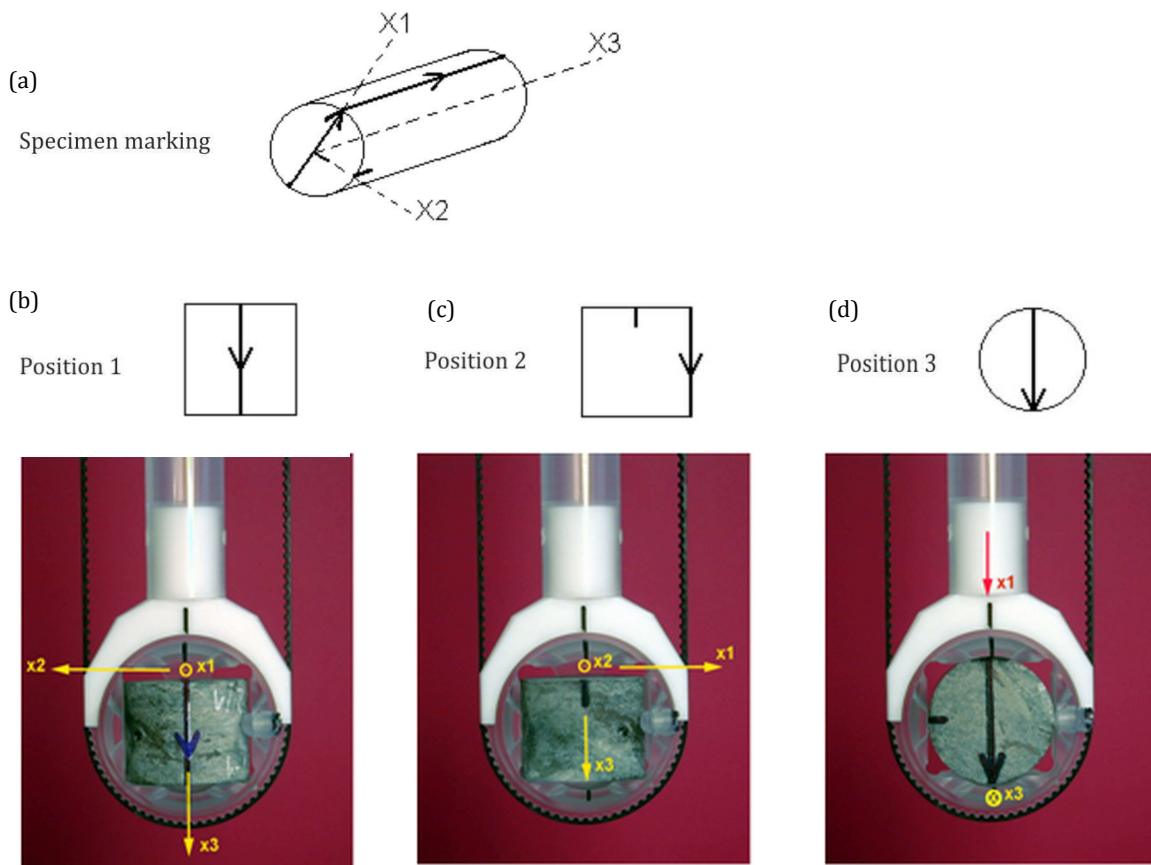 (a)
Specimen marking
X1
X3
X2
(b)
Position 1
(c)
Position 2
(d)
Position 3
x2
x1
x3
x2
x1
x3
x1
x3